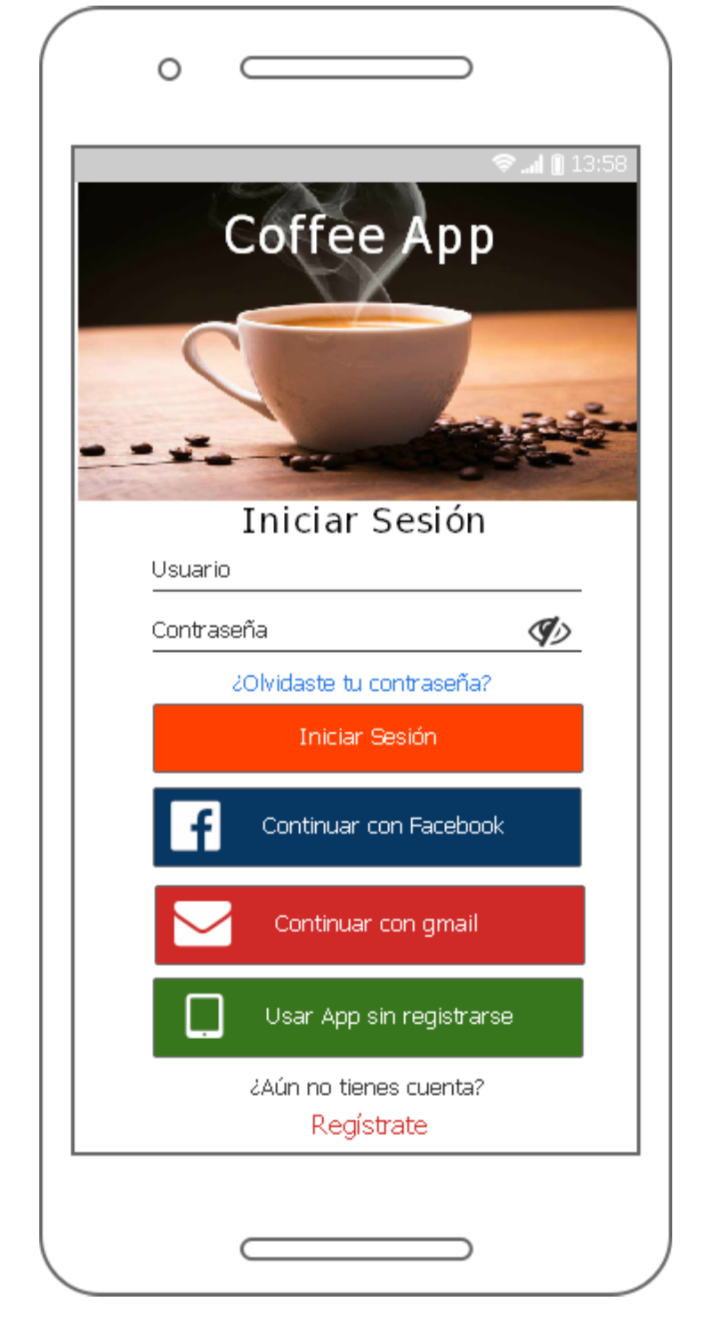 13:58
Coffee App
Iniciar Sesión
Usuario
Contraseña
¿Olvidaste tu contraseña?
Iniciar Sesión
Continuar con Facebook
Continuar con gmail
Usar App sin registrarse
¿Aún no tienes cuenta?
Regístrate